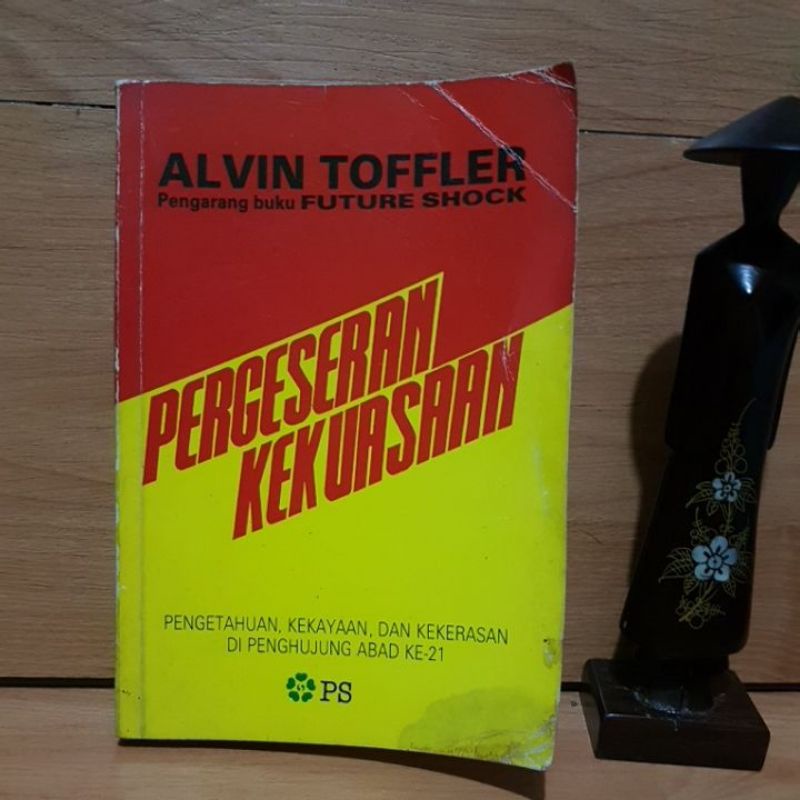 ALVIN TOFFLER
Pengarang buku FUTURE SHOCK
PERGESERAN
KEKUASAAN
PENGETAHUAN, KEKAYAAN, DAN KEKERASAN
DI PENGHUJUNG ABAD KE-21
PS